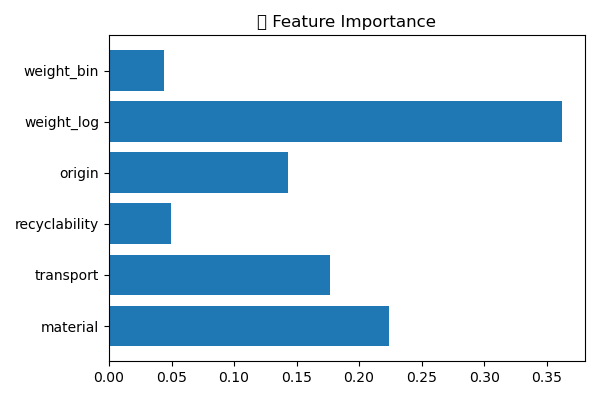 Feature Importance
weight_bin
weight_log
origin
recyclability
transport
material
0.00 0.05 0.10 0.15 0.20 0.25 0.30 0.35